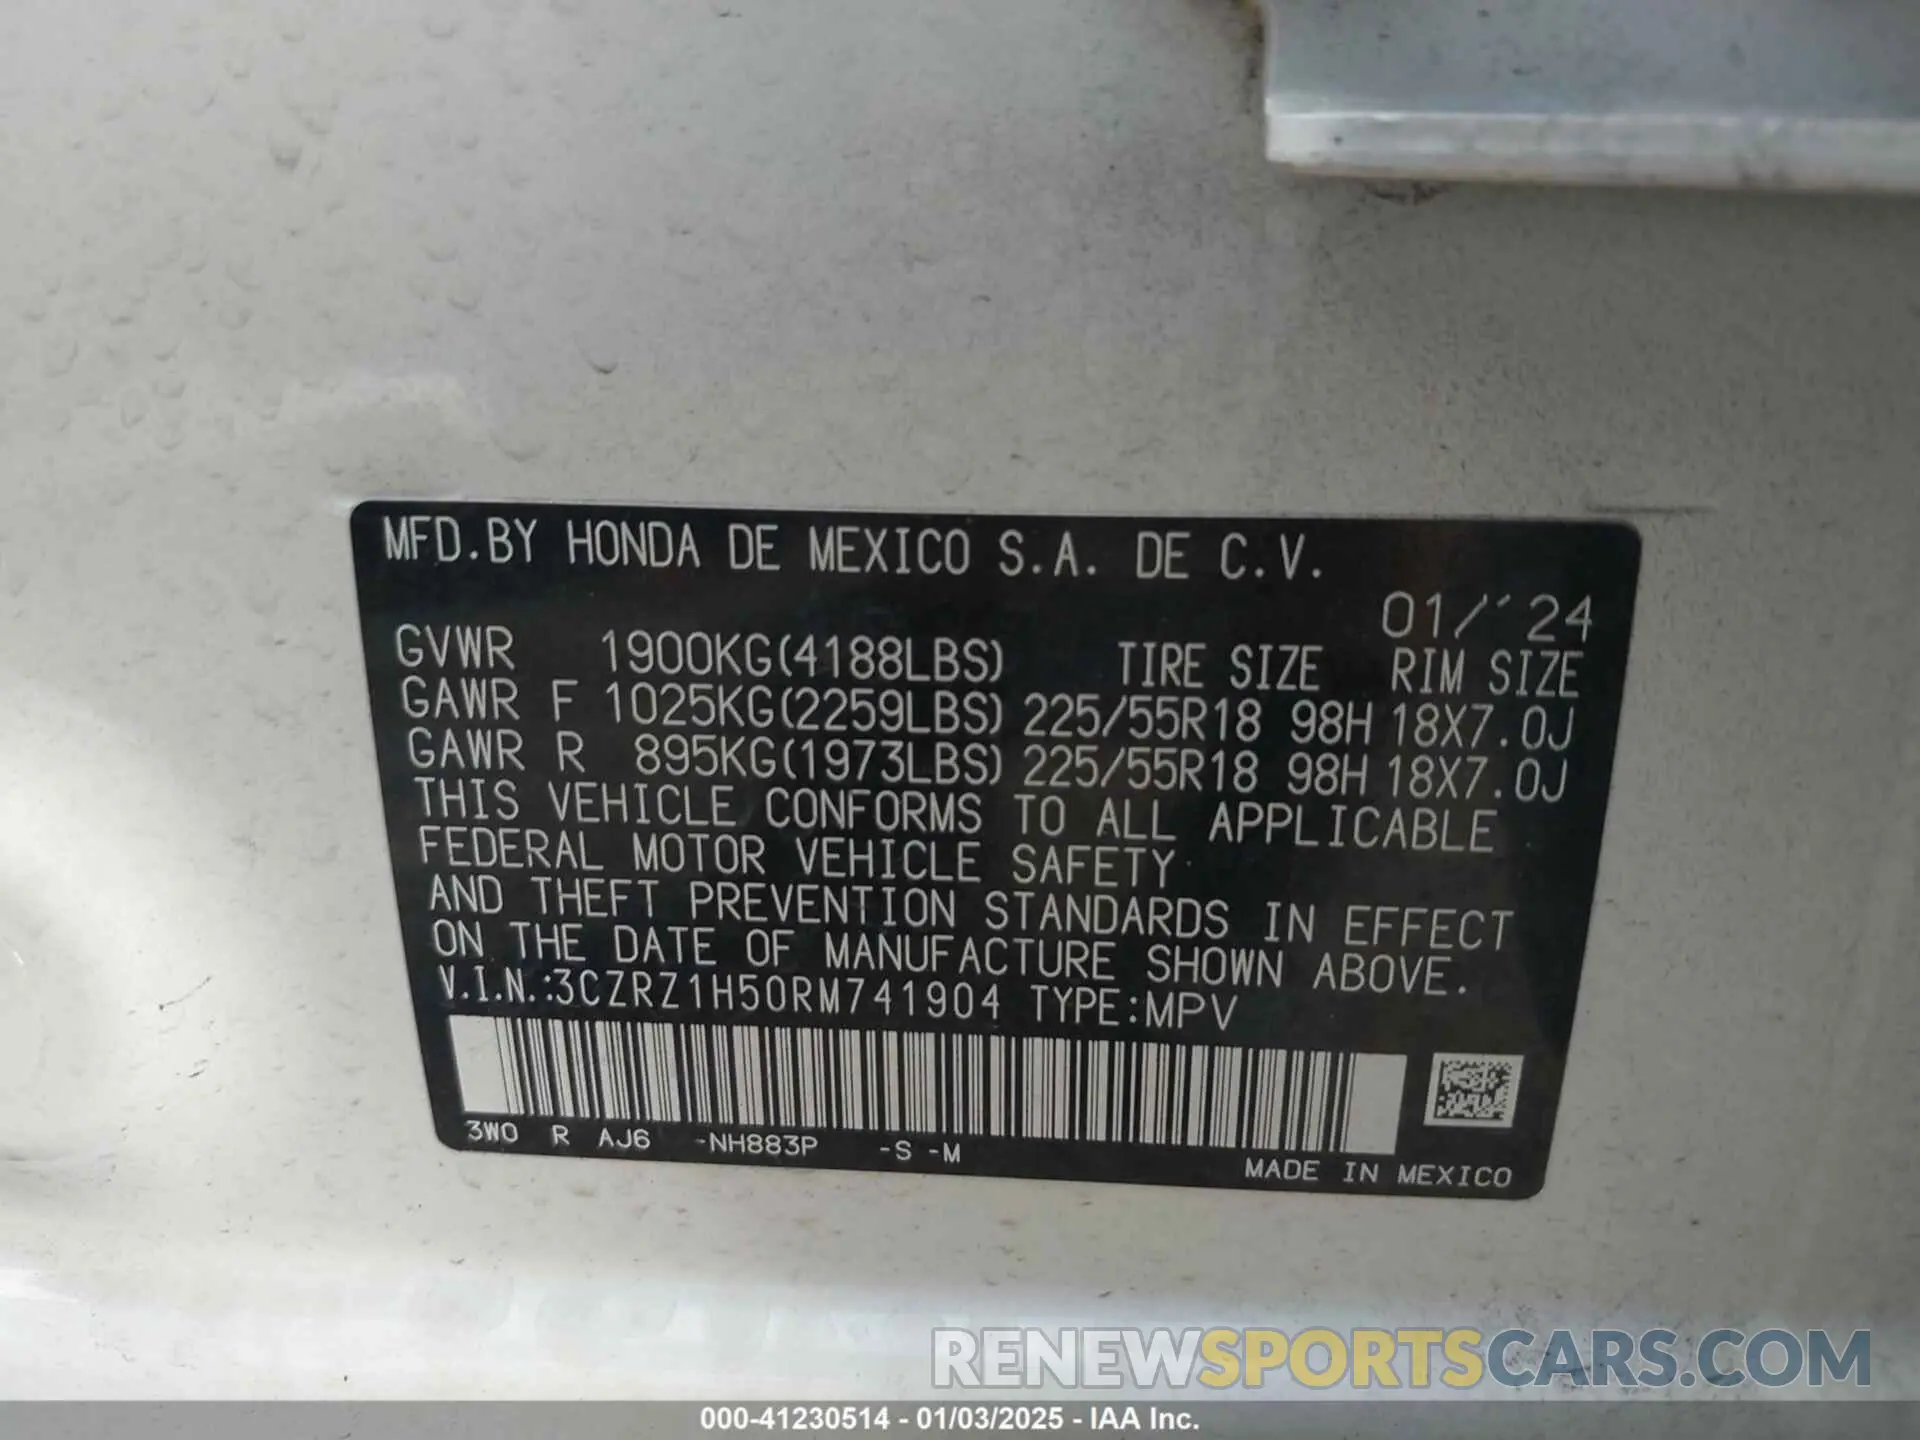 MFD.BY HONDA DE MEXICO S.A. DE C.V.
01/'24
GVWR 1900KG(4188LBS) TIRE SIZE RIM SIZE
GAWR F 1025KG(2259LBS) 225/55R18 98H 18X7.0J
GAWR R 895KG(1973LBS) 225/55R18 98H 18X7.0J
THIS VEHICLE CONFORMS TO ALL APPLICABLE
FEDERAL MOTOR VEHICLE SAFETY
AND THEFT PREVENTION STANDARDS IN EFFECT
ON THE DATE OF MANUFACTURE SHOWN ABOVE.
V.I.N.:3CZRZ1H50RM741904 TYPE:MPV
3W0 R AJ6 -NH883P -S -M
MADE IN MEXICO
RENEWSPORTSCARS.COM
000-41230514 - 01/03/2025 - IAA Inc.